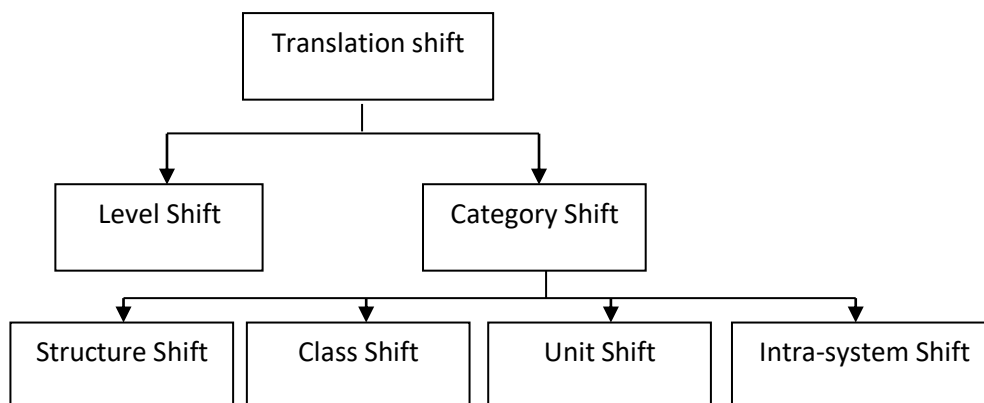 Translation shift
Level Shift
Category Shift
Structure Shift
Class Shift
Unit Shift
Intra-system Shift